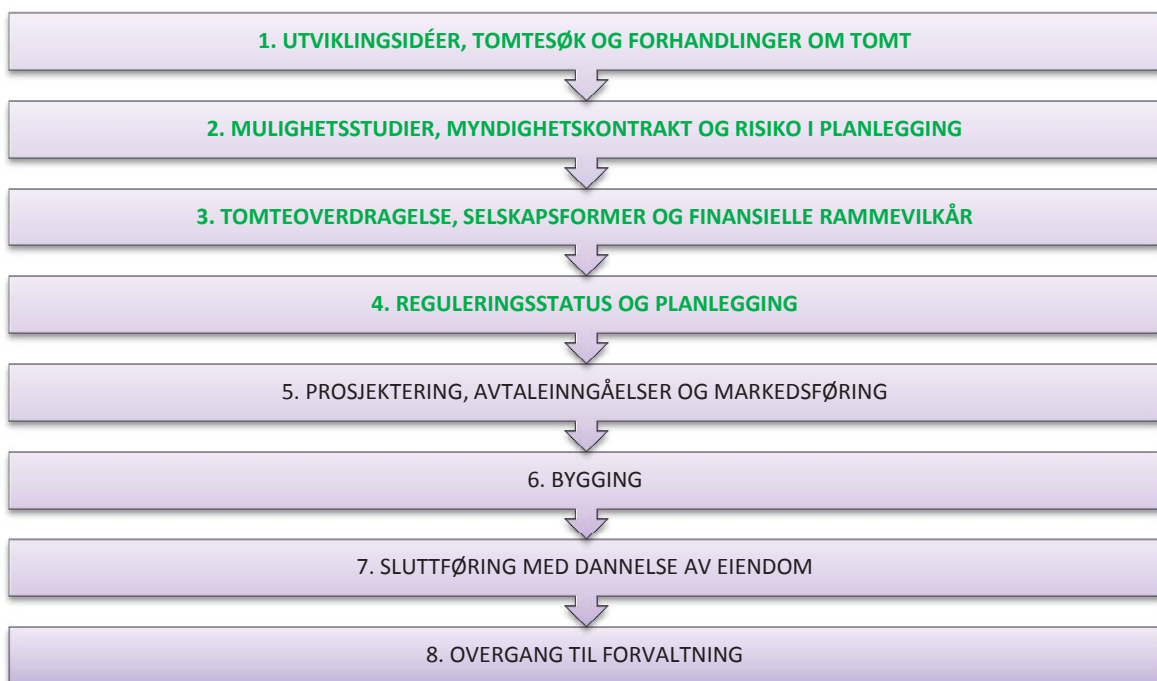 1. UTVIKLINGSIDÉER, TOMTESØK OG FORHANDLINGER OM TOMT
2. MULIGHETSSTUDIER, MYNDIGHETSKONTRAKT OG RISIKO I PLANLEGGING
3. TOMTEOVERDRAGELSE, SELSKAPSFORMER OG FINANSIELLE RAMMEVILKÅR
4. REGULERINGSSTATUS OG PLANLEGGING
5. PROSJEKTERING, AVTALEINNGÅELSER OG MARKEDSFØRING
6. BYGGING
7. SLUTTFØRING MED DANNELSE AV EIENDOM
8. OVERGANG TIL FORVALTNING